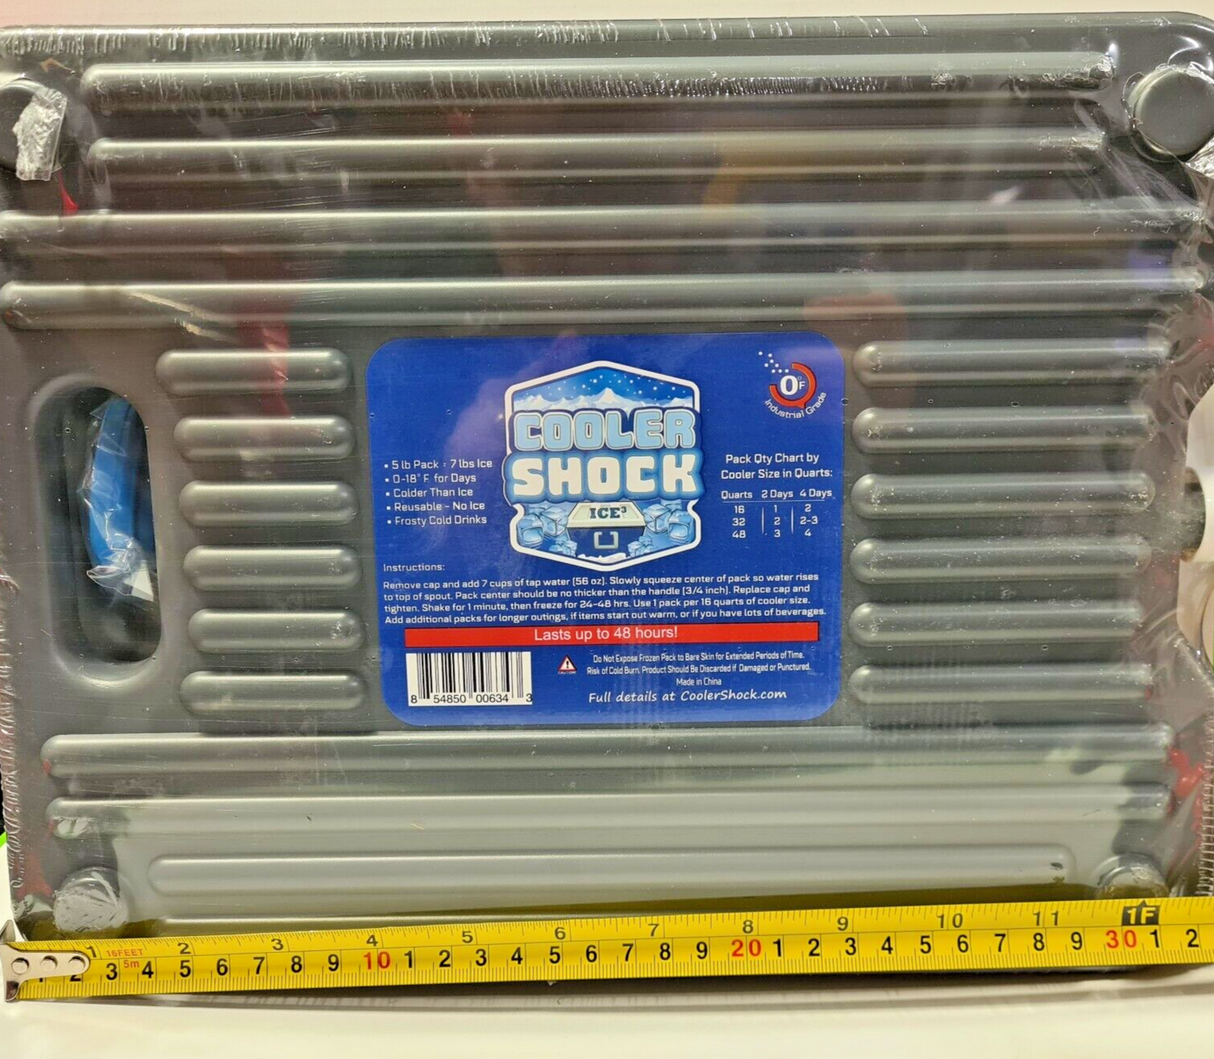 0°F
Industrial Grade
COOLER
SHOCK
ICE³
• 5 lb Pack = 7 lbs Ice
• 0-18° F for Days
• Colder Than Ice
• Reusable - No Ice
• Frosty Cold Drinks
Pack Qty Chart by
Cooler Size in Quarts:
Quarts 2 Days 4 Days
16 1 2
32 2 2-3
48 3 4
Instructions:
Remove cap and add 7 cups of tap water (56 oz). Slowly squeeze center of pack so water rises
to top of spout. Pack center should be no thicker than the handle (3/4 inch). Replace cap and
tighten. Shake for 1 minute, then freeze for 24-48 hrs. Use 1 pack per 16 quarts of cooler size.
Add additional packs for longer outings, if items start out warm, or if you have lots of beverages.
Lasts up to 48 hours!
8 54850 00634 3
CAUTION
Do Not Expose Frozen Pack to Bare Skin for Extended Periods of Time.
Risk of Cold Burn. Product Should Be Discarded if Damaged or Punctured.
Made in China
Full details at CoolerShock.com
1 16FEET 2 3 4 5 6 7 8 9 10 11 1F
2 3 5m 4 5 6 7 8 9 10 1 2 3 4 5 6 7 8 9 20 1 2 3 4 5 6 7 8 9 30 1 2